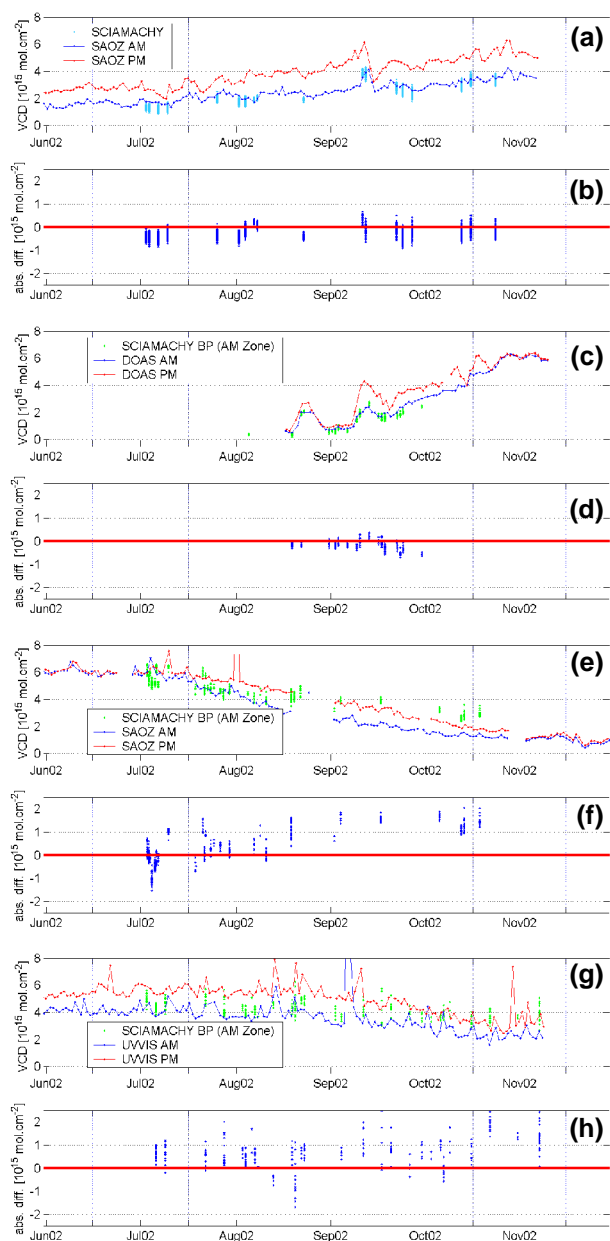 (a)
SCIAMACHY
SAOZ AM
SAOZ PM
VCD [10¹⁵ mol.cm⁻²]
8
6
4
2
0
Jun02 Jul02 Aug02 Sep02 Oct02 Nov02
(b)
abs. diff. [10¹⁵ mol.cm⁻²]
2
1
0
-1
-2
Jun02 Jul02 Aug02 Sep02 Oct02 Nov02
(c)
SCIAMACHY BP (AM Zone)
DOAS AM
DOAS PM
VCD [10¹⁵ mol.cm⁻²]
8
6
4
2
0
Jun02 Jul02 Aug02 Sep02 Oct02 Nov02
(d)
abs. diff. [10¹⁵ mol.cm⁻²]
2
1
0
-1
-2
Jun02 Jul02 Aug02 Sep02 Oct02 Nov02
(e)
VCD [10¹⁵ mol.cm⁻²]
8
6
4
2
0
SCIAMACHY BP (AM Zone)
SAOZ AM
SAOZ PM
Jun02 Jul02 Aug02 Sep02 Oct02 Nov02
(f)
abs. diff. [10¹⁵ mol.cm⁻²]
2
1
0
-1
-2
Jun02 Jul02 Aug02 Sep02 Oct02 Nov02
(g)
VCD [10¹⁵ mol.cm⁻²]
8
6
4
2
0
SCIAMACHY BP (AM Zone)
UVVIS AM
UVVIS PM
Jun02 Jul02 Aug02 Sep02 Oct02 Nov02
(h)
abs. diff. [10¹⁵ mol.cm⁻²]
2
1
0
-1
-2
Jun02 Jul02 Aug02 Sep02 Oct02 Nov02